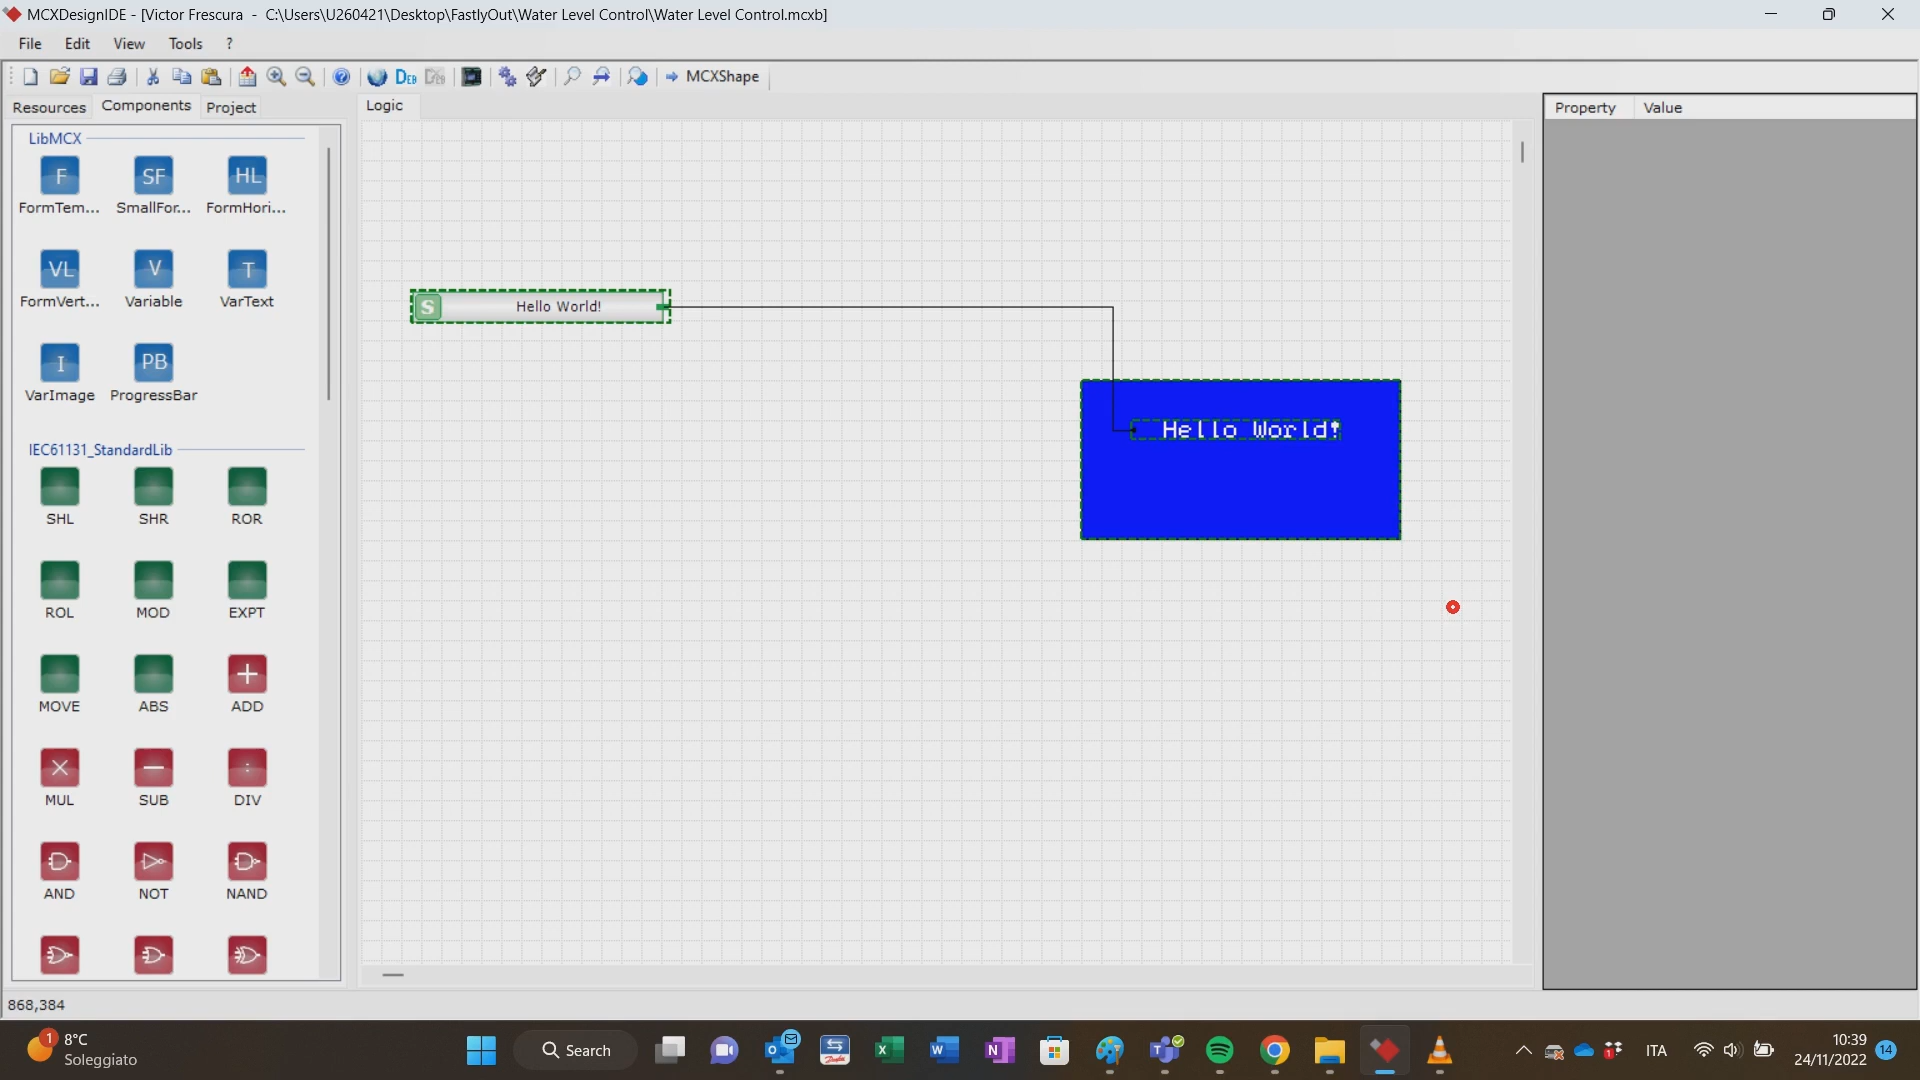 MCXDesignIDE - [Victor Frescura - C:\Users\U260421\Desktop\FastlyOut\Water Level Control\Water Level Control.mcxb]
File Edit View Tools ?
DEB MCXShape
Resources Components Project Logic Property Value
LibMCX
F SF HL
FormTem... SmallFor... FormHori...
VL V T
FormVert... Variable VarText
I PB
VarImage ProgressBar
IEC61131_StandardLib
SHL SHR ROR
ROL MOD EXPT
MOVE ABS ADD
MUL SUB DIV
AND NOT NAND
S Hello World!
Hello World!
868,384
1 8°C
Soleggiato
Search
ITA
10:39
24/11/2022
14